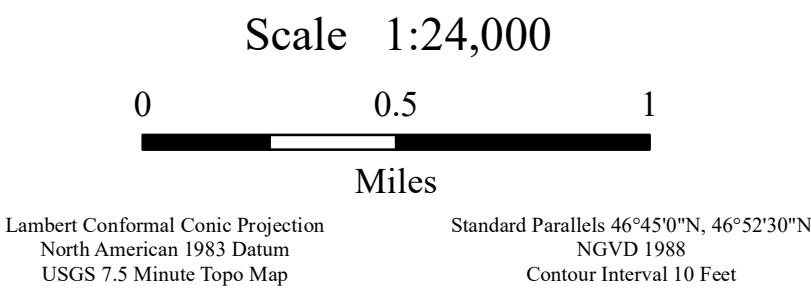 Scale 1:24,000
0 0.5 1
Miles
Lambert Conformal Conic Projection
North American 1983 Datum
USGS 7.5 Minute Topo Map
Standard Parallels 46°45'0"N, 46°52'30"N
NGVD 1988
Contour Interval 10 Feet